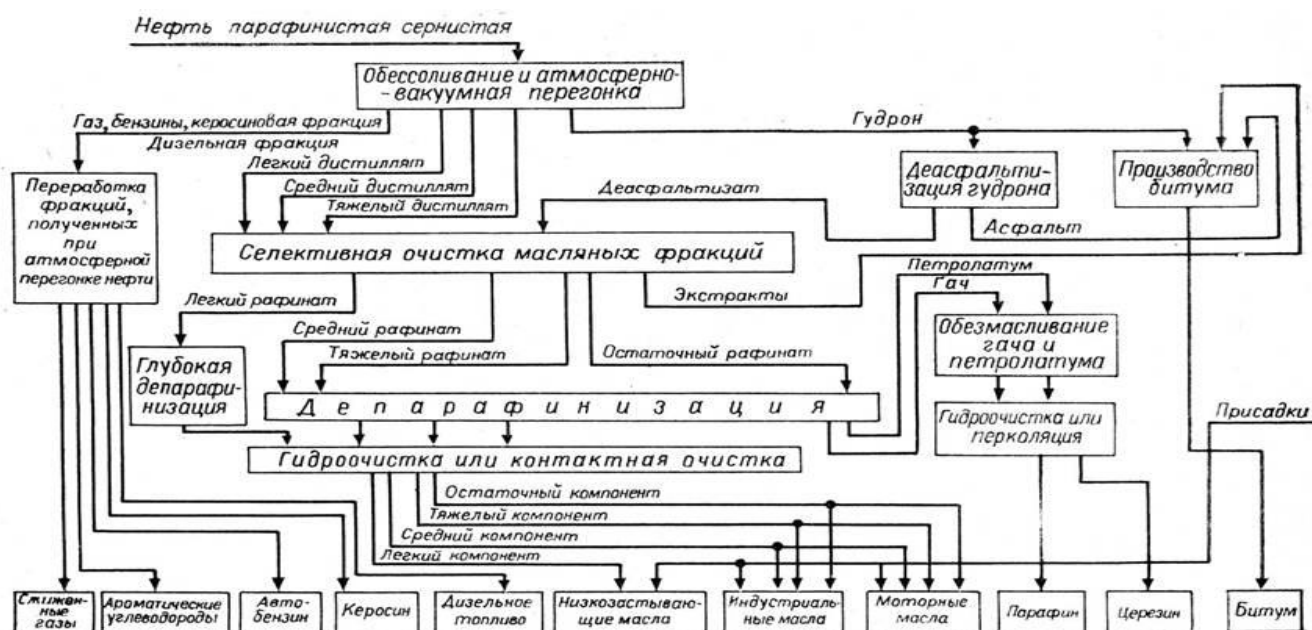 Нефть парафинистая сернистая
Обессоливание и атмосферно-
-вакуумная перегонка
Газ, бензины, керосиновая фракция
Дизельная фракция
Легкий дистиллят
Средний дистиллят
Тяжелый дистиллят
Гудрон
Деасфальти-
зация гудрона
Производство
битума
Переработка
фракций,
полученных
при
атмосферной
перегонке нефти
Деасфальтизат
Асфальт
Селективная очистка масляных фракций
Петролатум
Гач
Экстракты
Легкий рафинат
Средний рафинат
Тяжелый рафинат
Остаточный рафинат
Обезмасливание
гача и
петролатума
Глубокая
депарафи-
низация
Депарафинизация
Гидроочистка или
перколяция
Присадки
Гидроочистка или контактная очистка
Остаточный компонент
Тяжелый компонент
Средний компонент
Легкий компонент
Сжижен-
ные
газы
Ароматические
углеводороды
Авто-
бензин
Керосин
Дизельное
топливо
Низкозастываю-
щие масла
Индустриаль-
ные масла
Моторные
масла
Парафин
Церезин
Битум